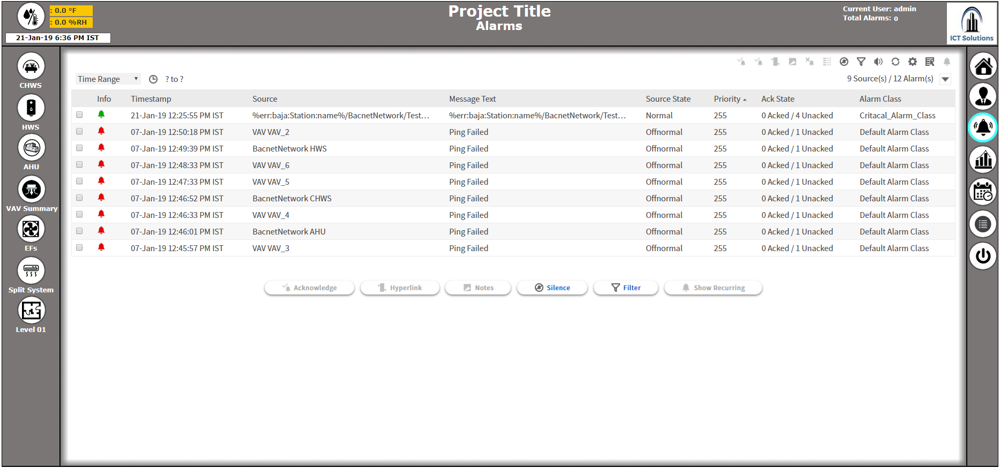 : 0.0 °F
: 0.0 %RH
21-Jan-19 6:36 PM IST
Project Title
Alarms
Current User: admin
Total Alarms: 0
ICT Solutions
CHWS
HWS
AHU
VAV Summary
EFs
Split System
Level 01
Time Range ? to ? 9 Source(s) / 12 Alarm(s)
Info Timestamp Source Message Text Source State Priority Ack State Alarm Class
21-Jan-19 12:25:55 PM IST %err:baja:Station:name%/BacnetNetwork/Test... %err:baja:Station:name%/BacnetNetwork/Test... Normal 255 0 Acked / 4 Unacked Critacal_Alarm_Class
07-Jan-19 12:50:18 PM IST VAV VAV_2 Ping Failed Offnormal 255 0 Acked / 1 Unacked Default Alarm Class
07-Jan-19 12:49:39 PM IST BacnetNetwork HWS Ping Failed Offnormal 255 0 Acked / 1 Unacked Default Alarm Class
07-Jan-19 12:48:33 PM IST VAV VAV_6 Ping Failed Offnormal 255 0 Acked / 1 Unacked Default Alarm Class
07-Jan-19 12:47:33 PM IST VAV VAV_5 Ping Failed Offnormal 255 0 Acked / 1 Unacked Default Alarm Class
07-Jan-19 12:46:52 PM IST BacnetNetwork CHWS Ping Failed Offnormal 255 0 Acked / 1 Unacked Default Alarm Class
07-Jan-19 12:46:33 PM IST VAV VAV_4 Ping Failed Offnormal 255 0 Acked / 1 Unacked Default Alarm Class
07-Jan-19 12:46:01 PM IST BacnetNetwork AHU Ping Failed Offnormal 255 0 Acked / 1 Unacked Default Alarm Class
07-Jan-19 12:45:57 PM IST VAV VAV_3 Ping Failed Offnormal 255 0 Acked / 1 Unacked Default Alarm Class
Acknowledge Hyperlink Notes Silence Filter Show Recurring